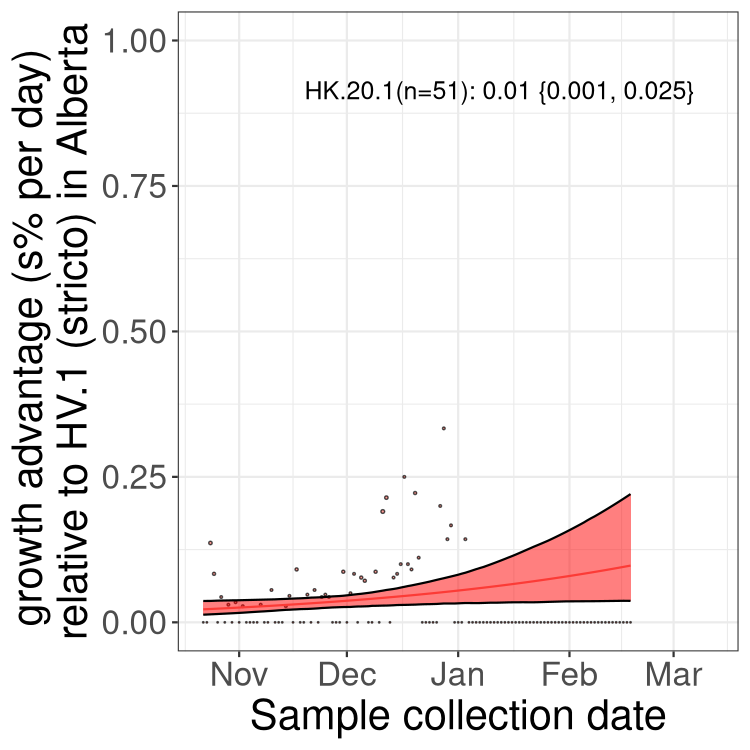 growth advantage (s% per day)
relative to HV.1 (stricto) in Alberta
1.00
0.75
0.50
0.25
0.00
HK.20.1(n=51): 0.01 {0.001, 0.025}
Nov Dec Jan Feb Mar
Sample collection date